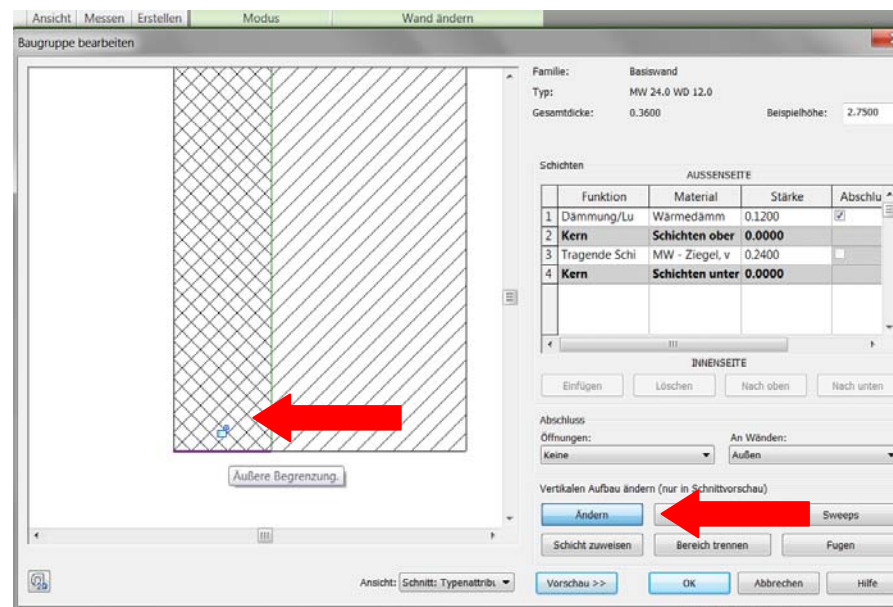 Ansicht Messen Erstellen Modus Wand ändern
Baugruppe bearbeiten
Familie: Basiswand
Typ: MW 24.0 WD 12.0
Gesamtdicke: 0.3600 Beispielhöhe: 2.7500
Schichten
AUSSENSEITE
Funktion Material Stärke Abschlu
1 Dämmung/Lu Wärmedämm 0.1200
2 Kern Schichten ober 0.0000
3 Tragende Schi MW - Ziegel, v 0.2400
4 Kern Schichten unter 0.0000
INNENSEITE
Einfügen Löschen Nach oben Nach unten
Abschluss
Öffnungen: An Wänden:
Keine Außen
Äußere Begrenzung.
Vertikalen Aufbau ändern (nur in Schnittvorschau)
Ändern Sweeps
Schicht zuweisen Bereich trennen Fugen
Ansicht: Schnitt: Typenattribu Vorschau >> OK Abbrechen Hilfe